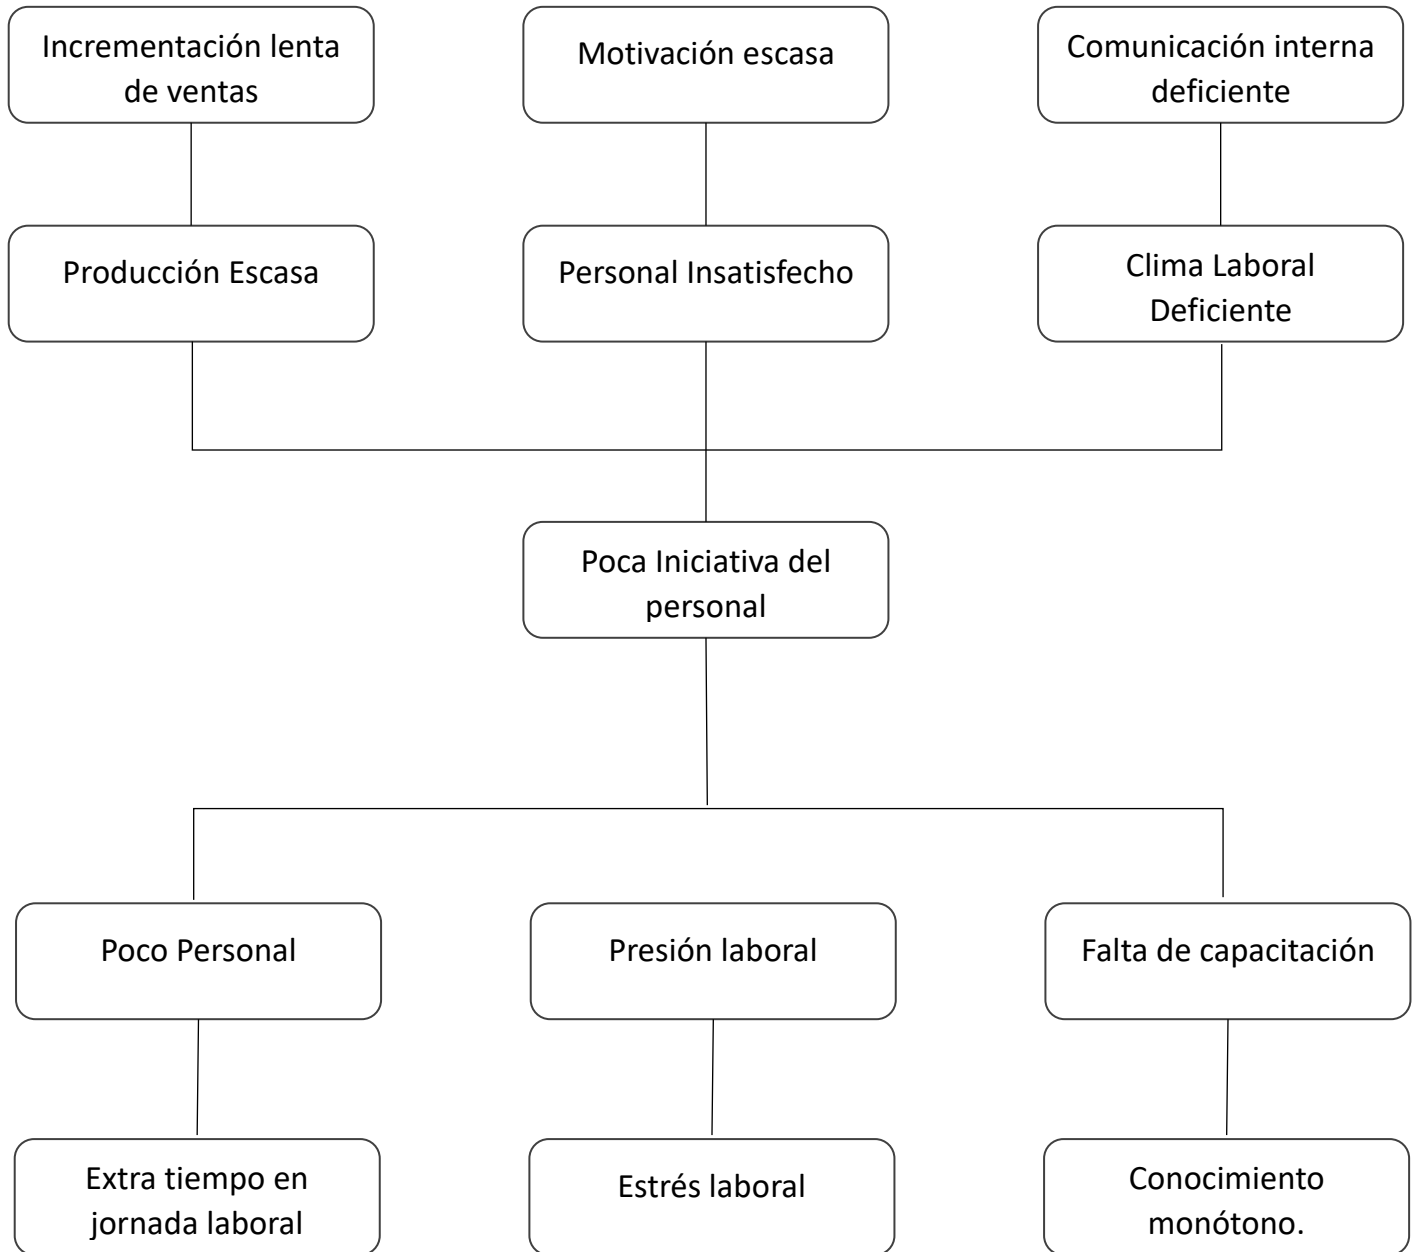 Incrementación lenta
de ventas
Motivación escasa
Comunicación interna
deficiente
Producción Escasa
Personal Insatisfecho
Clima Laboral
Deficiente
Poca Iniciativa del
personal
Poco Personal
Presión laboral
Falta de capacitación
Extra tiempo en
jornada laboral
Estrés laboral
Conocimiento
monótono.